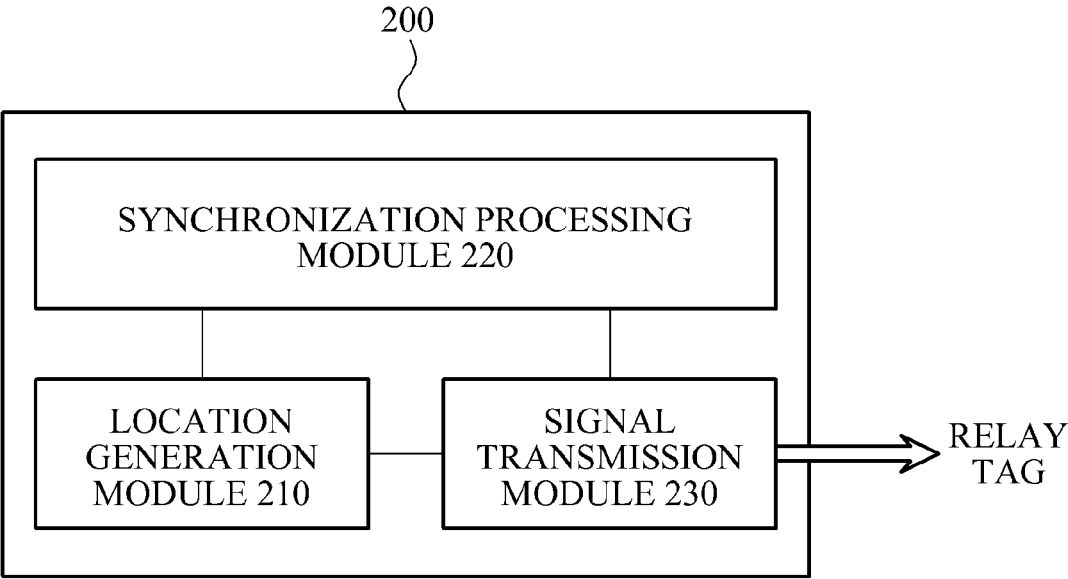 200
SYNCHRONIZATION PROCESSING
MODULE 220
LOCATION
GENERATION
MODULE 210
SIGNAL
TRANSMISSION
MODULE 230
RELAY
TAG